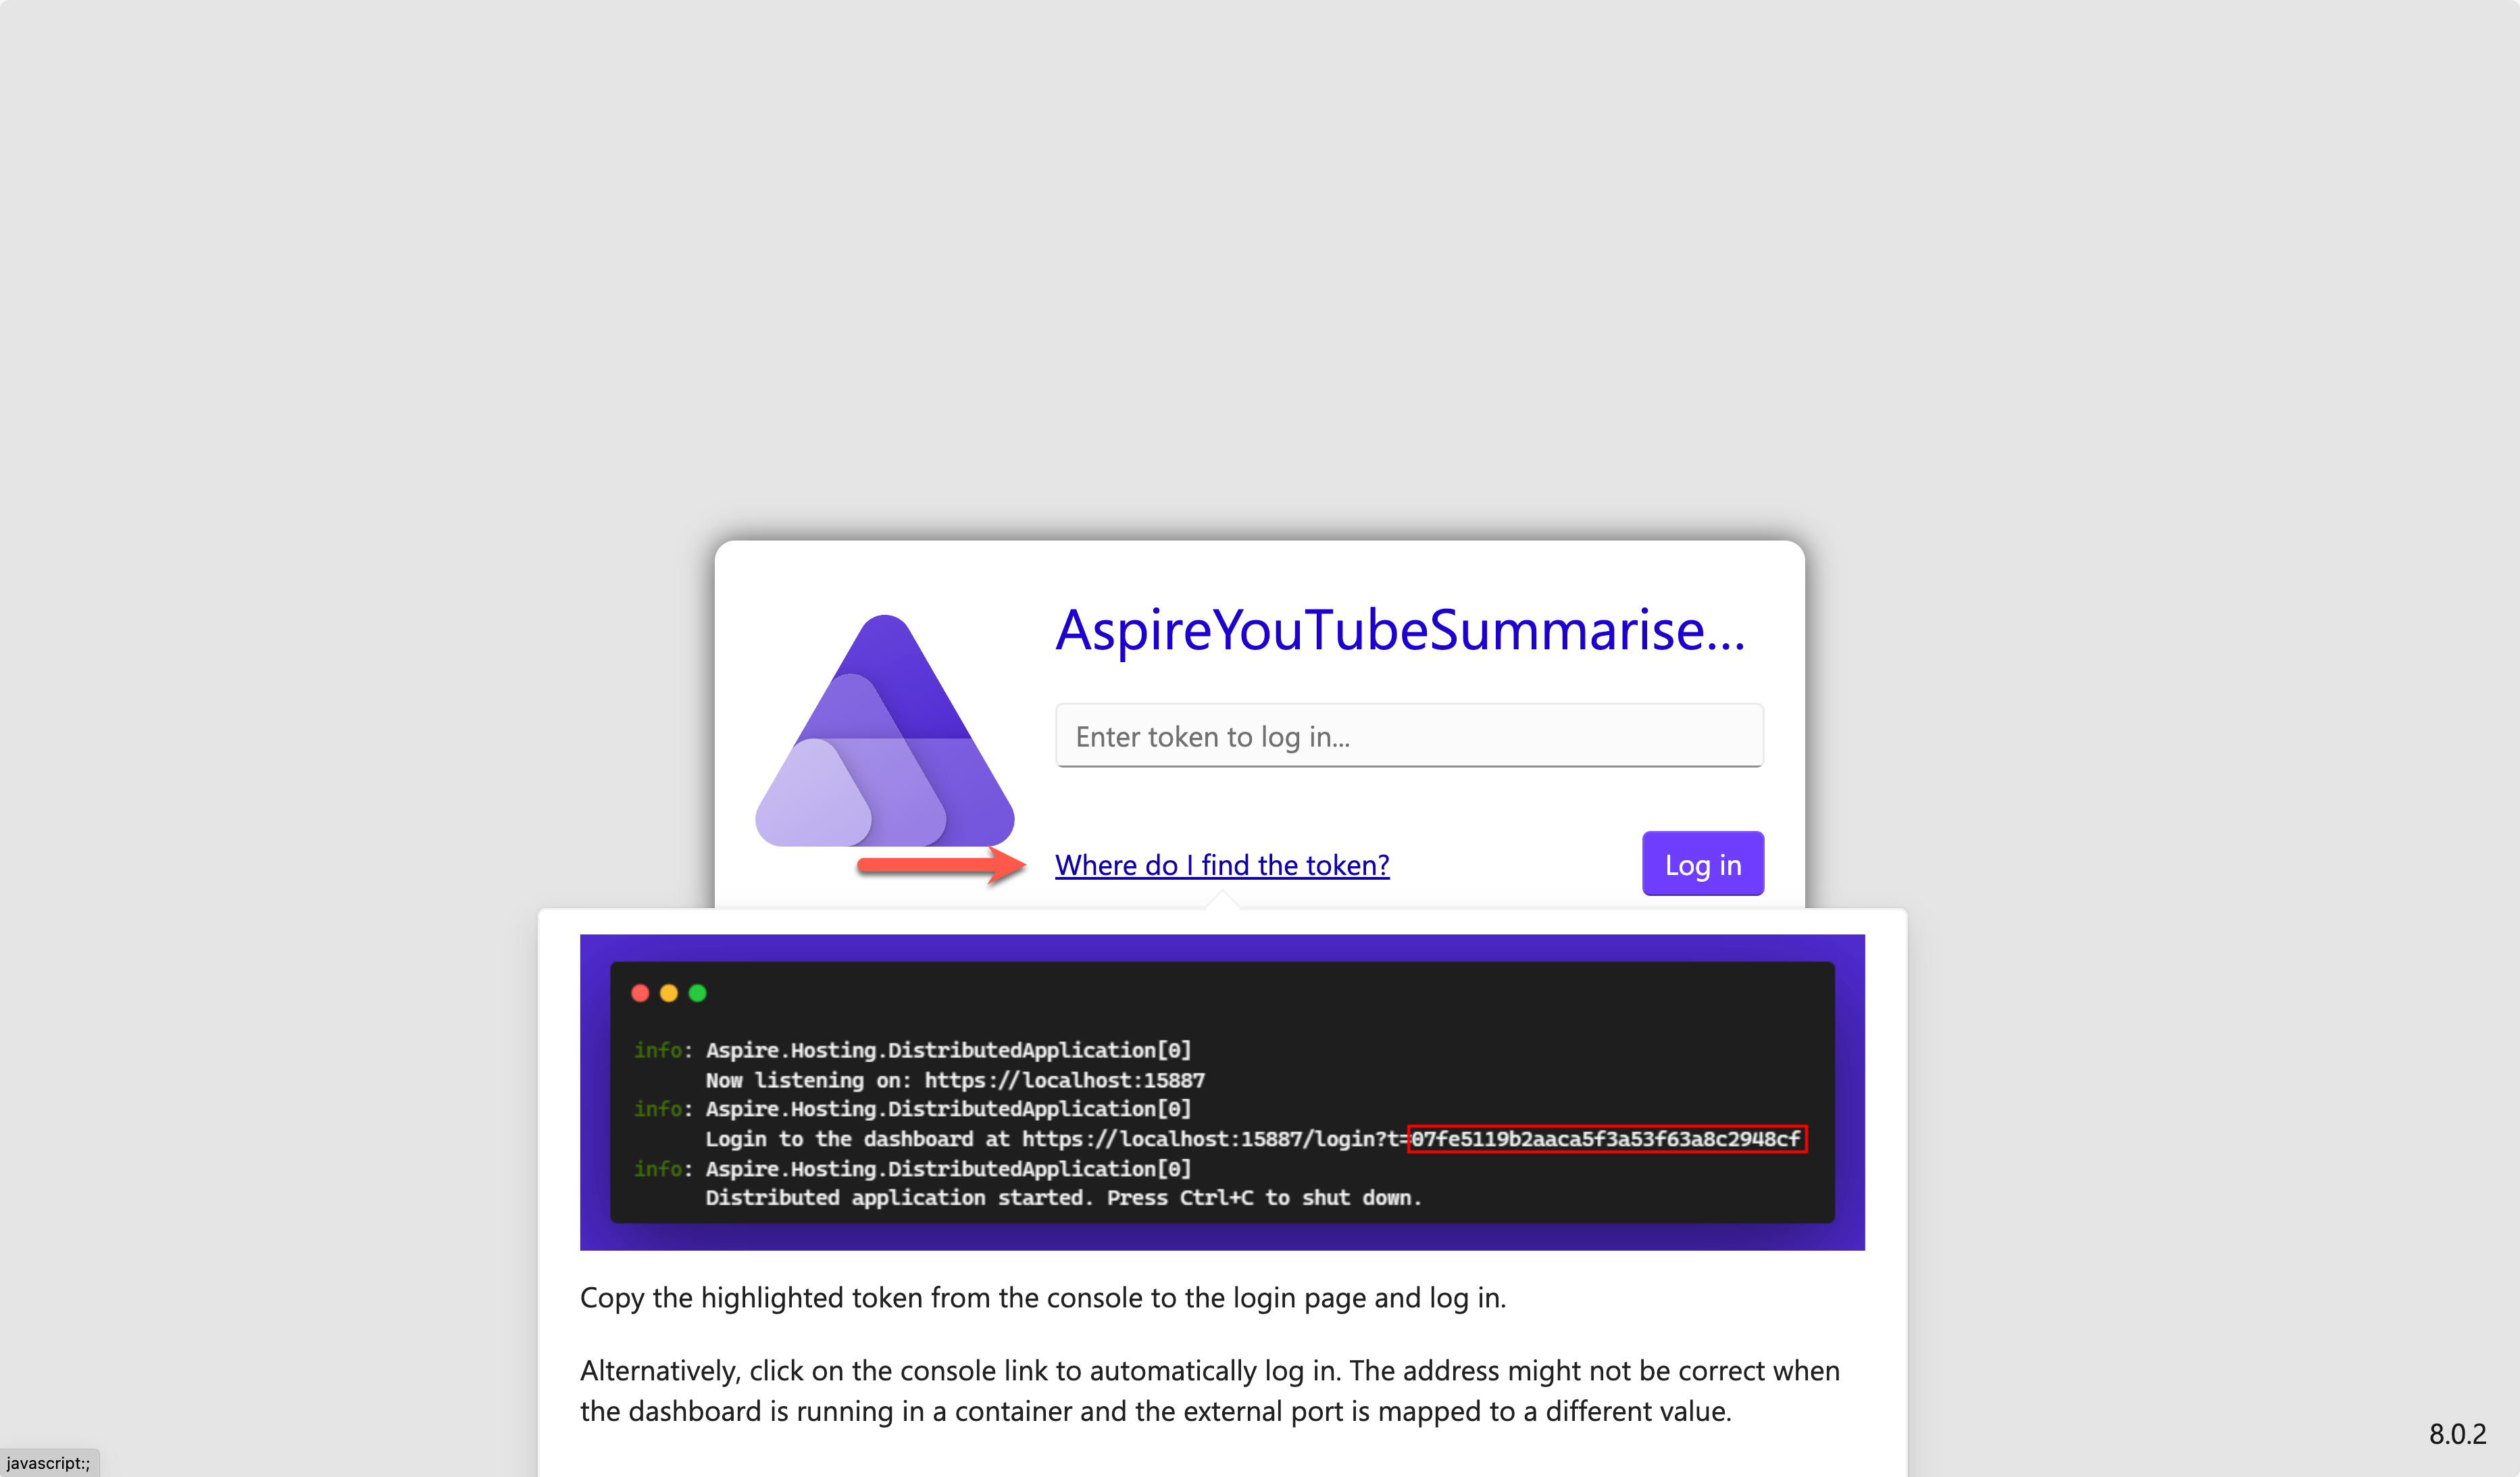 AspireYouTubeSummarise...
Enter token to log in...
Where do I find the token?
Log in
info: Aspire.Hosting.DistributedApplication[0]
Now listening on: https://localhost:15887
info: Aspire.Hosting.DistributedApplication[0]
Login to the dashboard at https://localhost:15887/login?t=07fe5119b2aaca5f3a53f63a8c2948cf
info: Aspire.Hosting.DistributedApplication[0]
Distributed application started. Press Ctrl+C to shut down.
Copy the highlighted token from the console to the login page and log in.
Alternatively, click on the console link to automatically log in. The address might not be correct when
the dashboard is running in a container and the external port is mapped to a different value.
8.0.2
javascript:;